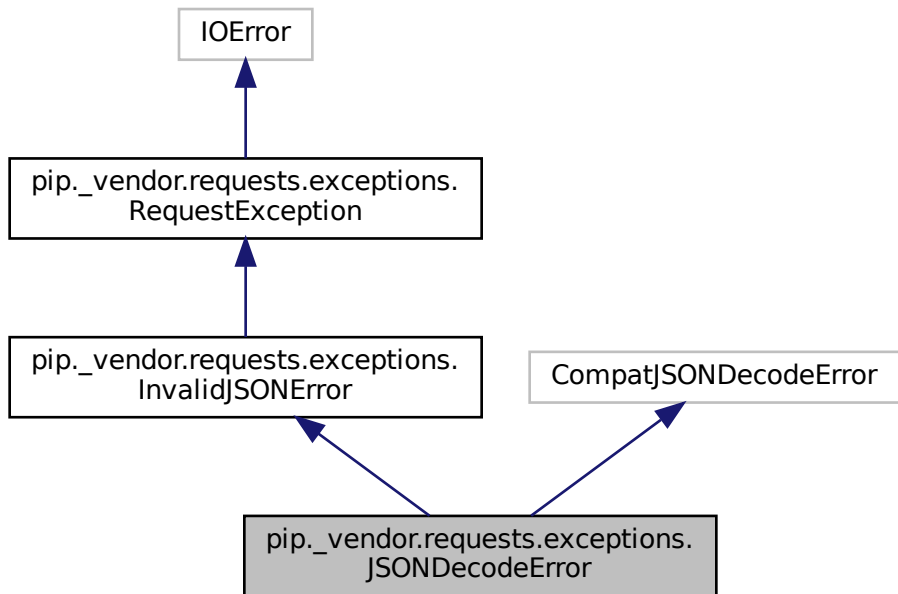 IOError
pip._vendor.requests.exceptions.
RequestException
pip._vendor.requests.exceptions.
InvalidJSONError
CompatJSONDecodeError
pip._vendor.requests.exceptions.
JSONDecodeError